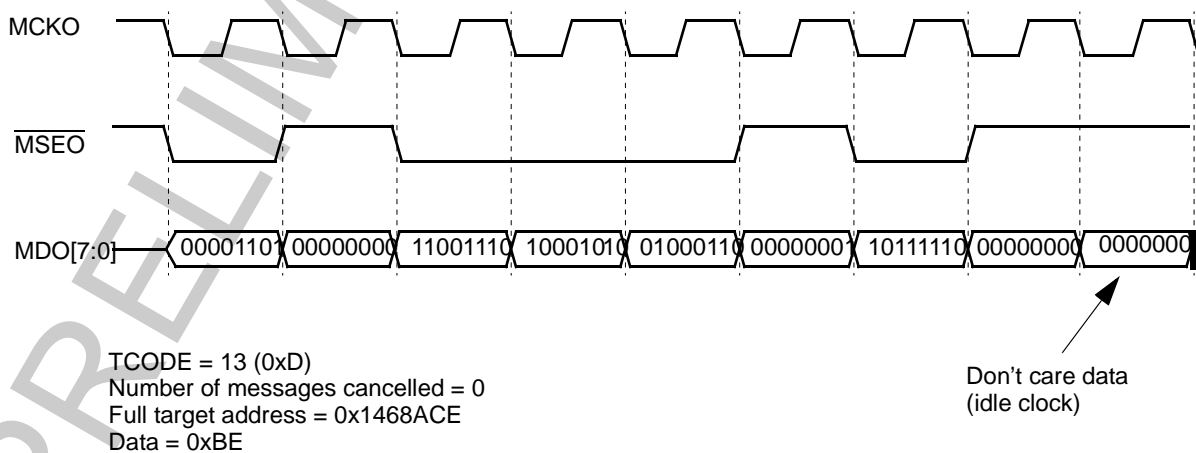 PRELIM
MCKO
MSEO
MDO[7:0]
00001101 00000000 11001110 10001010 01000110 00000001 10111110 00000000 0000000
TCODE = 13 (0xD)
Number of messages cancelled = 0
Full target address = 0x1468ACE
Data = 0xBE
Don't care data
(idle clock)